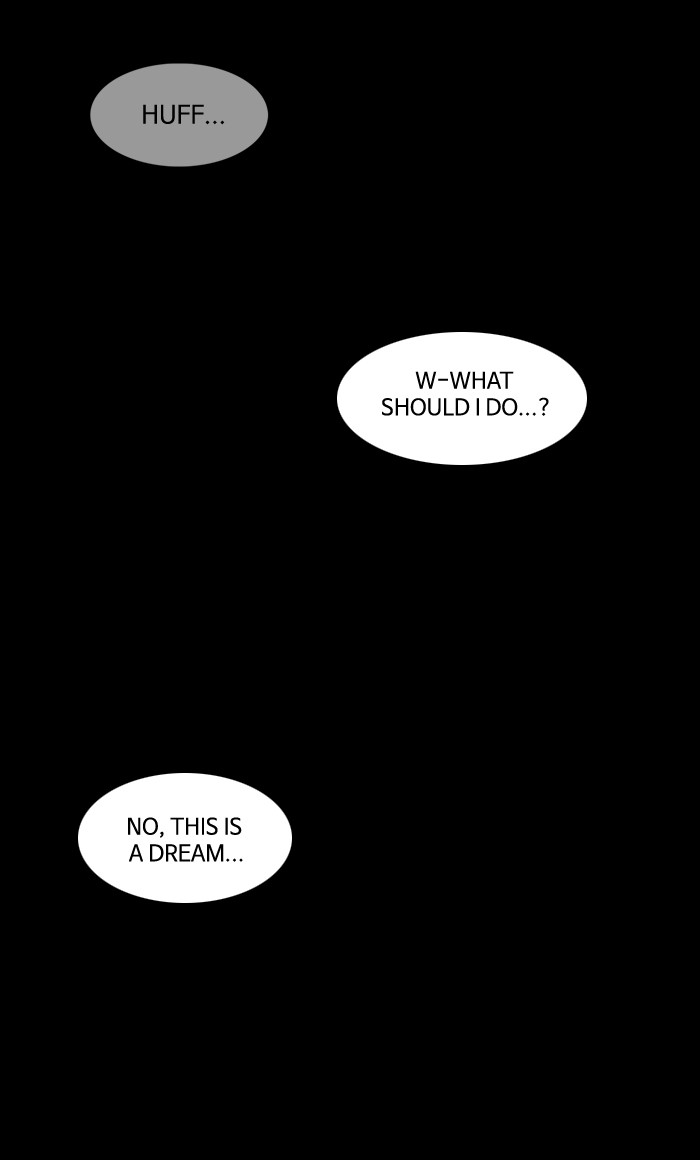 HUFF...
W-WHAT
SHOULD I DO...?
NO, THIS IS
A DREAM...